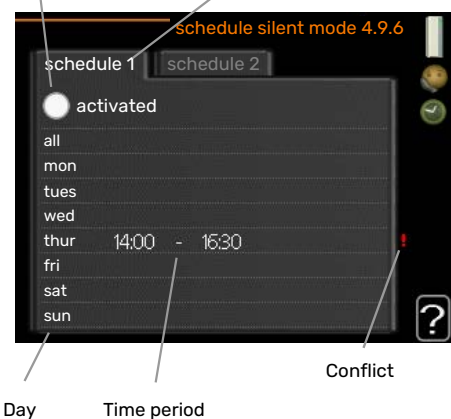 schedule silent mode 4.9.6
schedule 1 schedule 2
activated
all
mon
tues
wed
thur 14:00 - 16:30
fri
sat
sun
!
?
Conflict
Day Time period